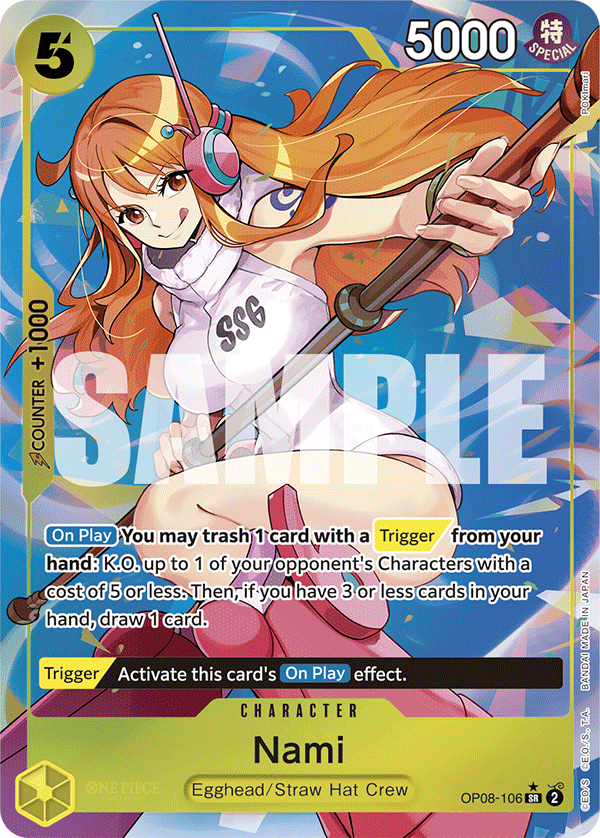 5
5000
特
SPECIAL
POKImari
COUNTER +1000
SSG
SAMPLE
On Play You may trash 1 card with a Trigger from your
hand: K.O. up to 1 of your opponent's Characters with a
cost of 5 or less. Then, if you have 3 or less cards in your
hand, draw 1 card.
Trigger Activate this card's On Play effect.
CHARACTER
Nami
Egghead/Straw Hat Crew
ONE PIECE
OP08-106 ★ SR 2
©ED/S ©E.O./S., T.A. BANDAI MADE IN JAPAN